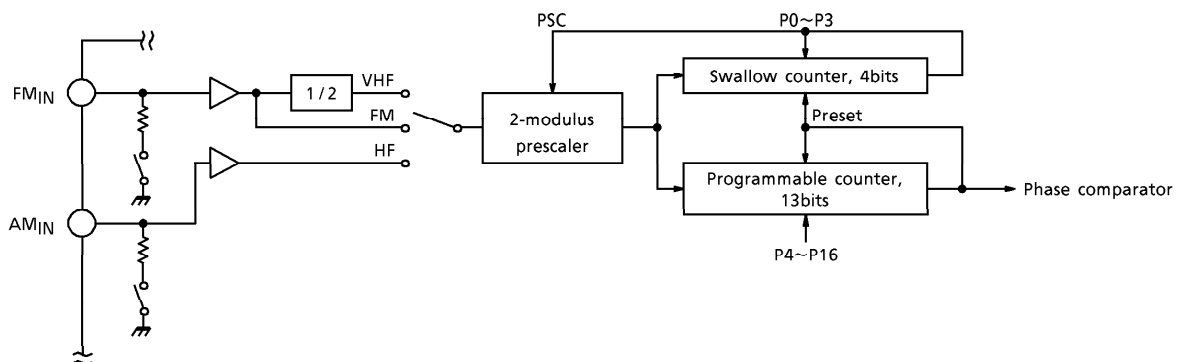 PSC
P0~P3
FMIN
1/2
VHF
FM
HF
2-modulus
prescaler
Swallow counter, 4bits
Preset
Programmable counter,
13bits
Phase comparator
AMIN
P4~P16